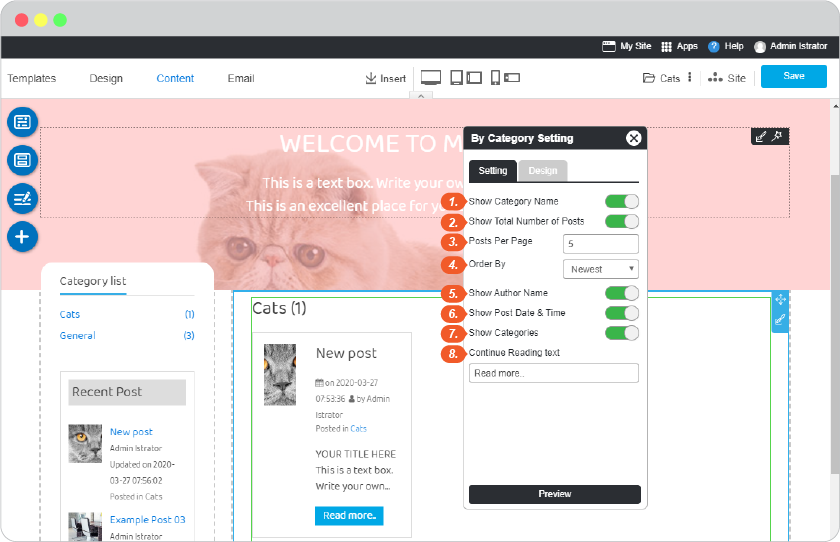 My Site Apps ? Help Admin Istrator
Templates Design Content Email Insert Cats Site Save
WELCOME TO M
This is a text box. Write your own
This is an excellent place for you
By Category Setting
Setting Design
1. Show Category Name
2. Show Total Number of Posts
3. Posts Per Page 5
4. Order By Newest
5. Show Author Name
6. Show Post Date & Time
7. Show Categories
8. Continue Reading text
Read more..
Preview
Category list
Cats (1)
General (3)
Recent Post
New post
Admin Istrator
Updated on 2020-
03-27 07:56:02
Posted in Cats
Example Post 03
Admin Istrator
Cats (1)
New post
on 2020-03-27
07:53:36 by Admin
Istrator
Posted in Cats
YOUR TITLE HERE
This is a text box.
Write your own...
Read more..